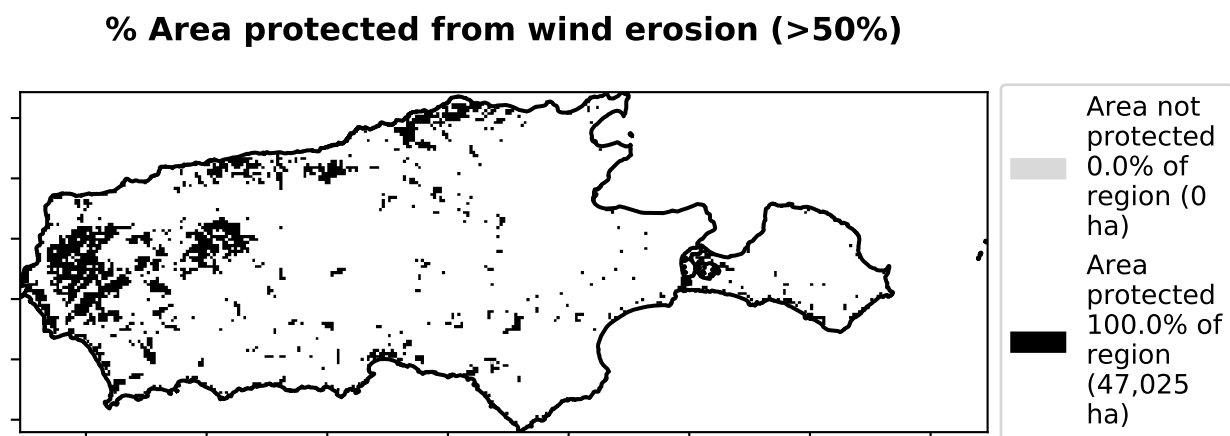 % Area protected from wind erosion (>50%)
Area not
protected
0.0% of
region (0
ha)
Area
protected
100.0% of
region
(47,025
ha)